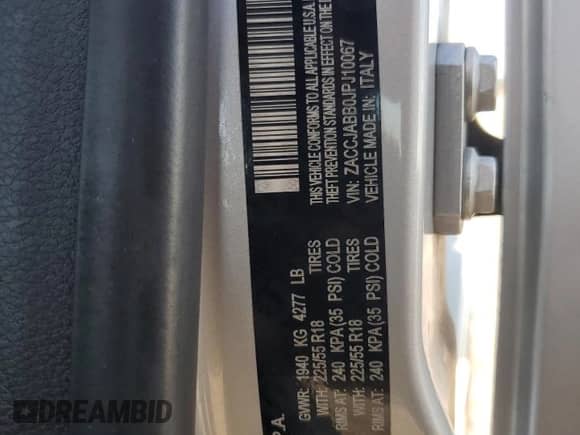 THIS VEHICLE CONFORMS TO ALL APPLICABLE U.S.A.
THEFT PREVENTION STANDARDS IN EFFECT ON THE
VIN: ZACCJABB0JPJ10067
VEHICLE MADE IN: ITALY
P A.
GVWR: 1940 KG 4277 LB
WITH: 225/55 R18 TIRES
RIMS AT: 240 KPA(35 PSI) COLD
WITH: 225/55 R18 TIRES
RIMS AT: 240 KPA(35 PSI) COLD
DREAMBID